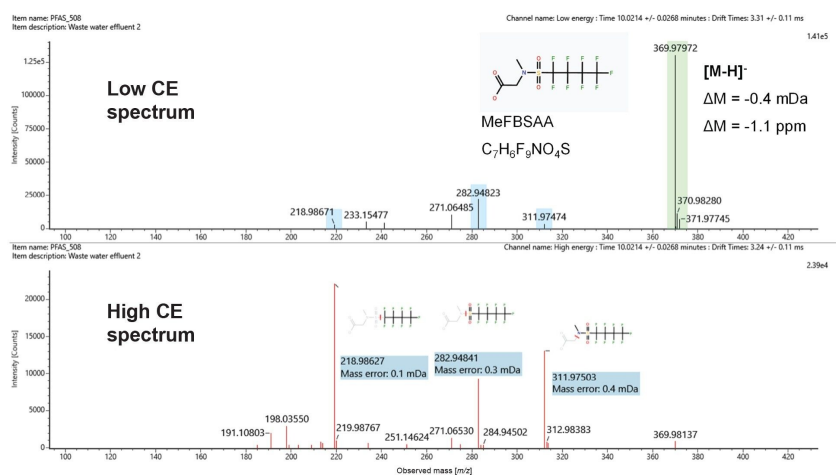 Item name: PFAS_508
Item description: Waste water effluent 2
Channel name: Low energy : Time 10.0214 +/- 0.0268 minutes : Drift Times: 3.31 +/- 0.11 ms
1.41e5
Low CE
spectrum
MeFBSAA
C₇H₆F₉NO₄S
[M-H]⁻
ΔM = -0.4 mDa
ΔM = -1.1 ppm
369.97972
370.98280
371.97745
218.98671
233.15477
271.06485
282.94823
311.97474
Intensity [Counts]
1.25e5
100000
75000
50000
25000
0
100 120 140 160 180 200 220 240 260 280 300 320 340 360 380 400 420
Item name: PFAS_508
Item description: Waste water effluent 2
Channel name: High energy : Time 10.0214 +/- 0.0268 minutes : Drift Times: 3.24 +/- 0.11 ms
2.39e4
High CE
spectrum
218.98627
Mass error: 0.1 mDa
282.94841
Mass error: 0.3 mDa
311.97503
Mass error: 0.4 mDa
191.10803
198.03550
219.98767
251.14624
271.06530
284.94502
312.98383
369.98137
Intensity [Counts]
20000
15000
10000
5000
0
100 120 140 160 180 200 220 240 260 280 300 320 340 360 380 400 420
Observed mass [m/z]